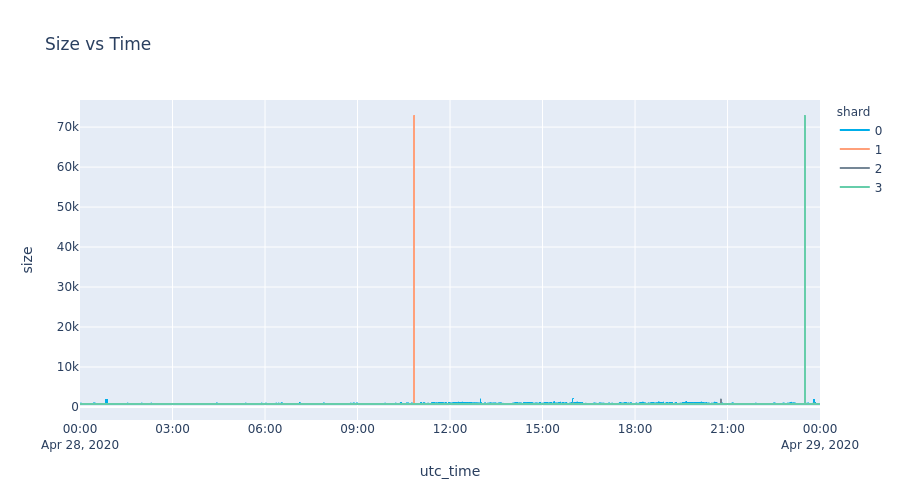 Size vs Time
shard
0
1
2
3
70k
60k
50k
40k
30k
20k
10k
0
size
00:00 03:00 06:00 09:00 12:00 15:00 18:00 21:00 00:00
Apr 28, 2020 Apr 29, 2020
utc_time